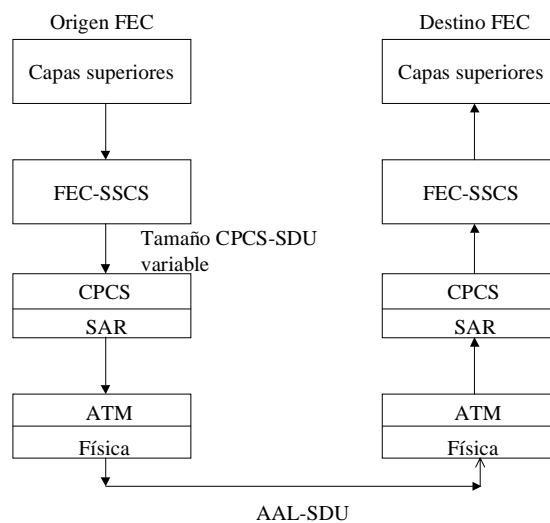 Origen FEC
Destino FEC
Capas superiores
Capas superiores
FEC-SSCS
FEC-SSCS
Tamaño CPCS-SDU
variable
CPCS
SAR
CPCS
SAR
ATM
Física
ATM
Física
AAL-SDU